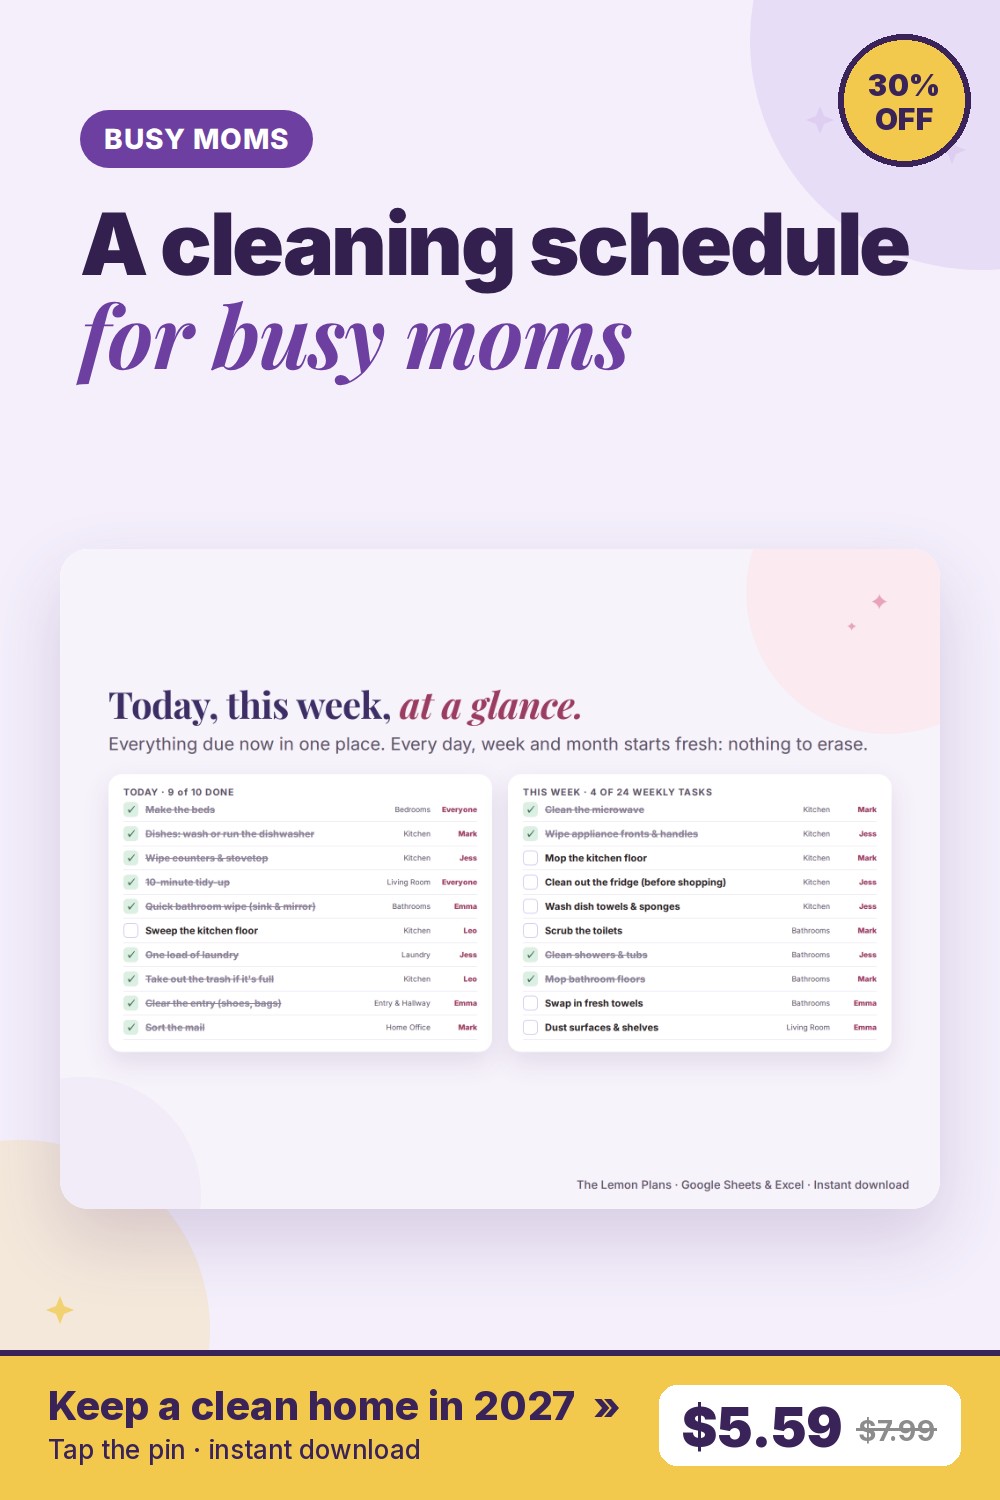 30%
OFF
BUSY MOMS
A cleaning schedule
for busy moms
Today, this week, at a glance.
Everything due now in one place. Every day, week and month starts fresh: nothing to erase.
TODAY · 9 of 10 DONE
✓ Make the beds Bedrooms Everyone
✓ Dishes: wash or run the dishwasher Kitchen Mark
✓ Wipe counters & stovetop Kitchen Jess
✓ 10-minute tidy-up Living Room Everyone
✓ Quick bathroom wipe (sink & mirror) Bathrooms Emma
Sweep the kitchen floor Kitchen Leo
✓ One load of laundry Laundry Jess
✓ Take out the trash if it's full Kitchen Leo
✓ Clear the entry (shoes, bags) Entry & Hallway Emma
✓ Sort the mail Home Office Mark
THIS WEEK · 4 OF 24 WEEKLY TASKS
✓ Clean the microwave Kitchen Mark
✓ Wipe appliance fronts & handles Kitchen Jess
Mop the kitchen floor Kitchen Mark
Clean out the fridge (before shopping) Kitchen Jess
Wash dish towels & sponges Kitchen Jess
Scrub the toilets Bathrooms Mark
✓ Clean showers & tubs Bathrooms Jess
✓ Mop bathroom floors Bathrooms Mark
Swap in fresh towels Bathrooms Emma
Dust surfaces & shelves Living Room Emma
The Lemon Plans · Google Sheets & Excel · Instant download
Keep a clean home in 2027 »
Tap the pin · instant download
$5.59 $7.99